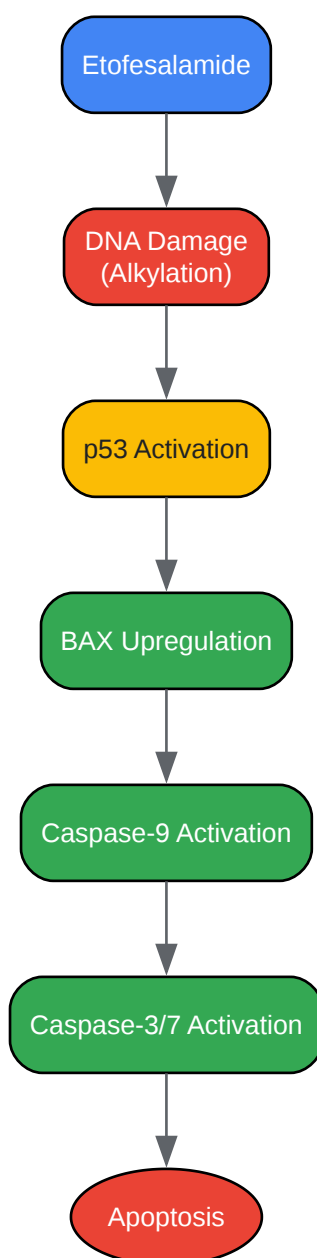 Etofesalamide
DNA Damage
(Alkylation)
p53 Activation
BAX Upregulation
Caspase-9 Activation
Caspase-3/7 Activation
Apoptosis